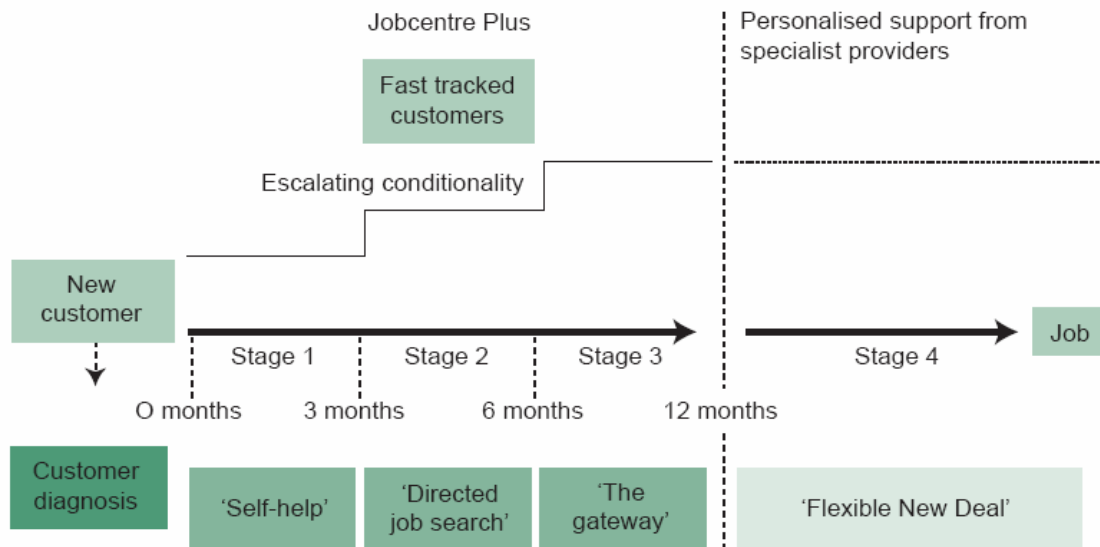 Jobcentre Plus
Personalised support from
specialist providers
Fast tracked
customers
Escalating conditionality
New
customer
Job
Stage 1
Stage 2
Stage 3
Stage 4
O months
3 months
6 months
12 months
Customer
diagnosis
‘Self-help’
‘Directed
job search’
‘The
gateway’
‘Flexible New Deal’